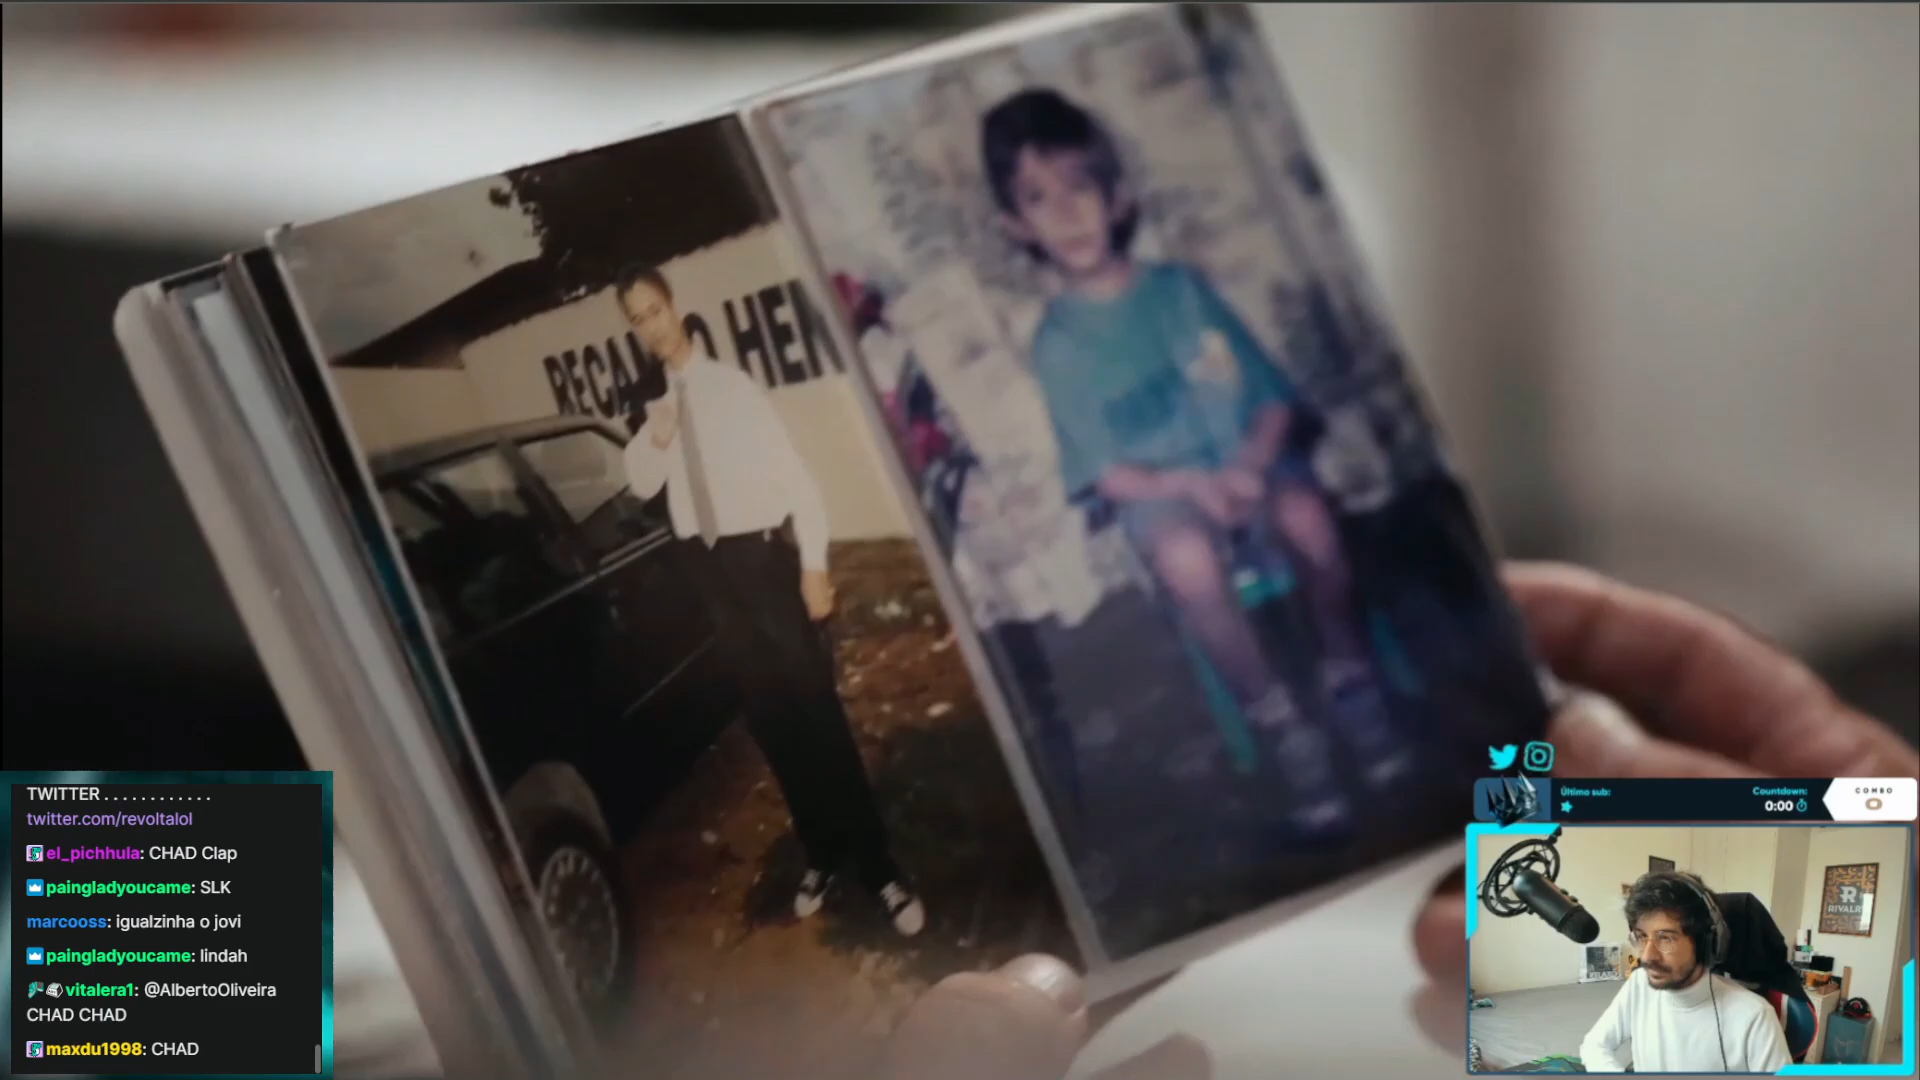 RECAN O HEN
TWITTER . . . . . . . . . . . .
twitter.com/revoltalol
el_pichhula: CHAD Clap
paingladyoucame: SLK
marcooss: igualzinha o jovi
paingladyoucame: lindah
vitalera1: @AlbertoOliveira
CHAD CHAD
maxdu1998: CHAD
Último sub:
Countdown:
0:00
COMBO
0
RIVALRY